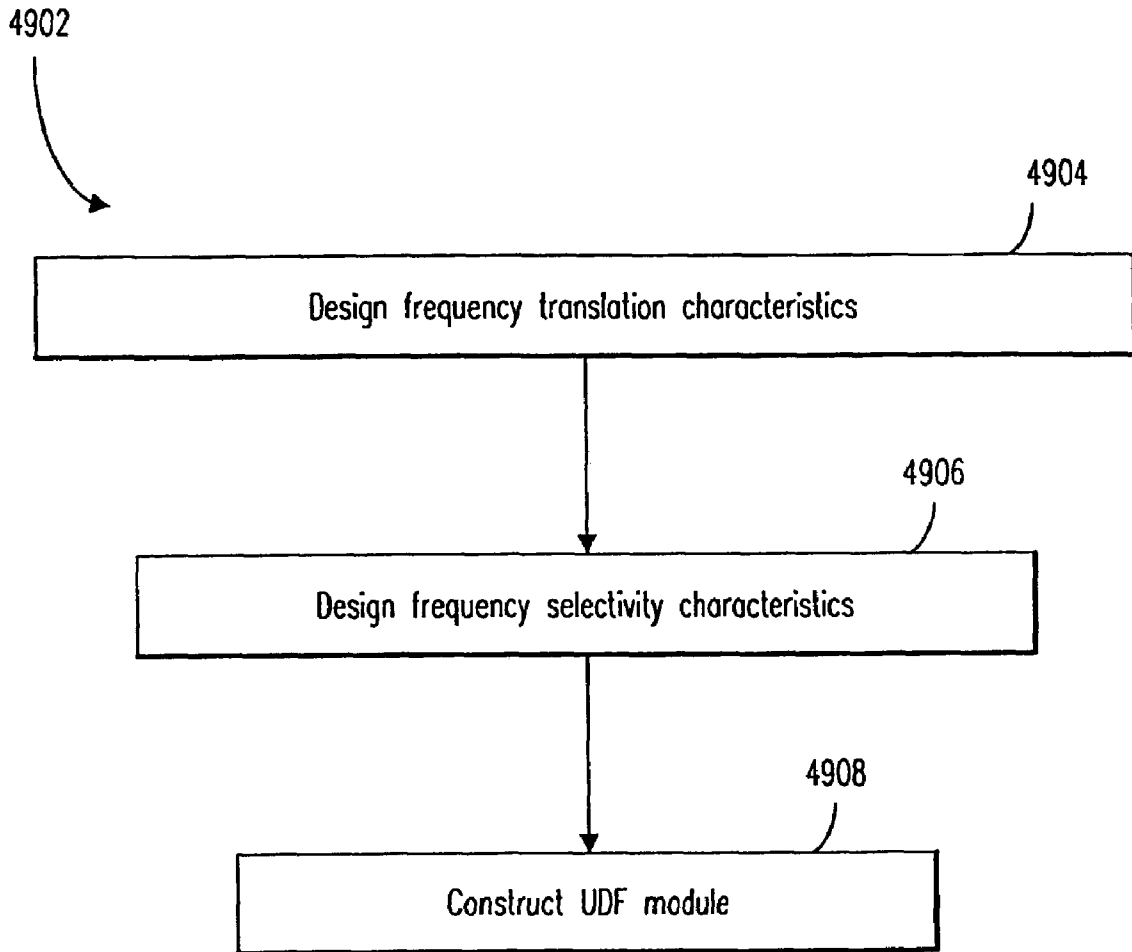 4902
4904
Design frequency translation characteristics
4906
Design frequency selectivity characteristics
4908
Construct UDF module